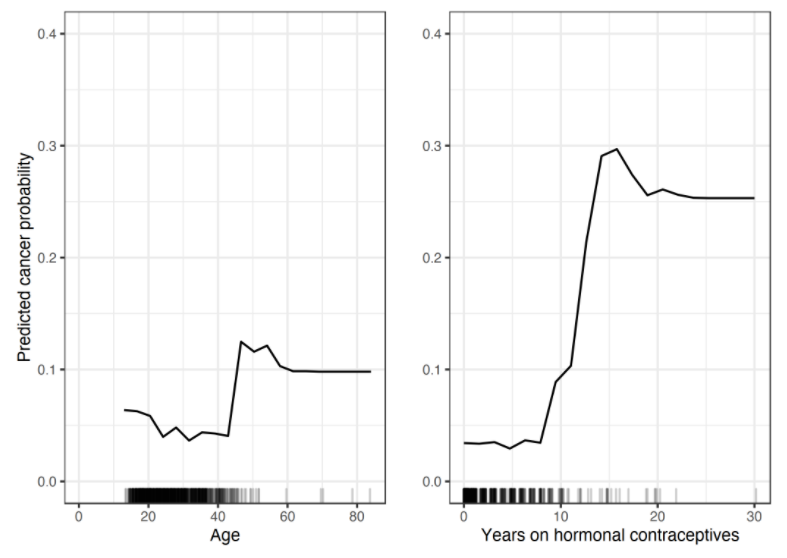 0.4
0.3
0.2
0.1
0.0
Predicted cancer probability
0 20 40 60 80
Age
0.4
0.3
0.2
0.1
0.0
0 10 20 30
Years on hormonal contraceptives